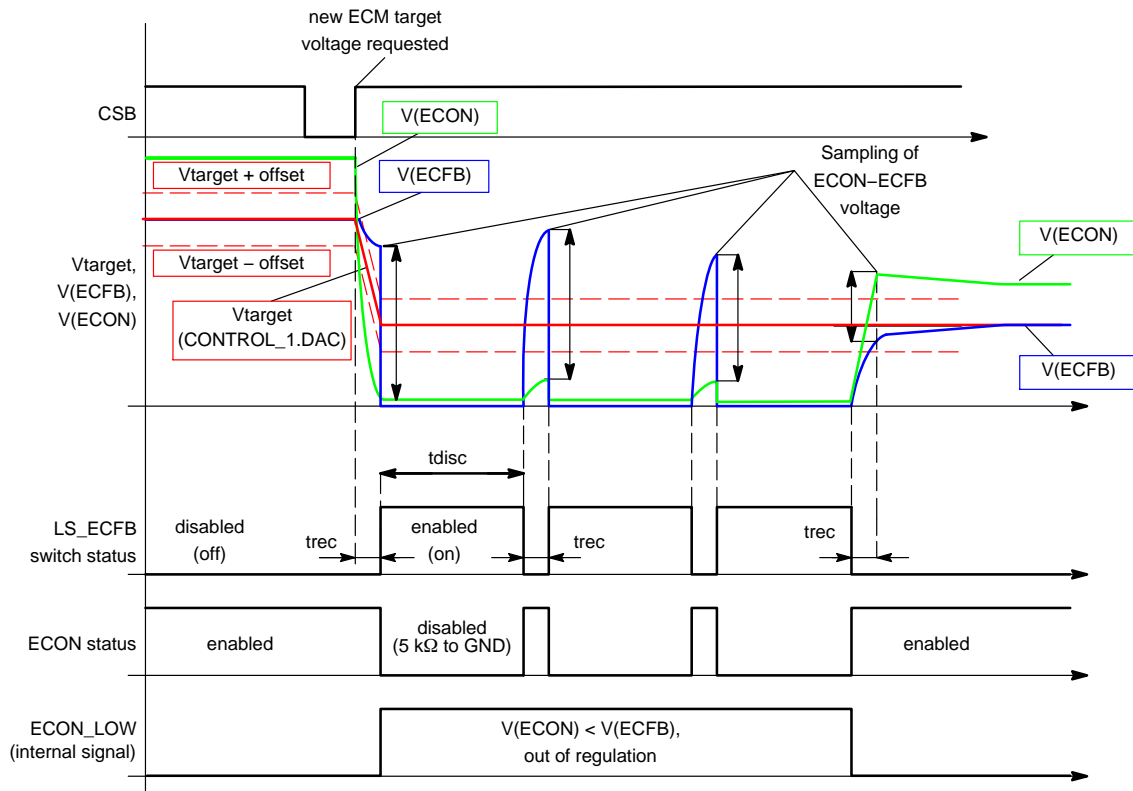 new ECM target
voltage requested
CSB
V(ECON)
Vtarget + offset
V(ECFB)
Sampling of
ECON−ECFB
voltage
Vtarget − offset
V(ECON)
Vtarget,
V(ECFB),
V(ECON)
Vtarget
(CONTROL_1.DAC)
V(ECFB)
tdisc
LS_ECFB
switch status
disabled
(off)
trec
enabled
(on)
trec
trec
ECON status
enabled
disabled
(5 kΩ to GND)
enabled
ECON_LOW
(internal signal)
V(ECON) < V(ECFB),
out of regulation